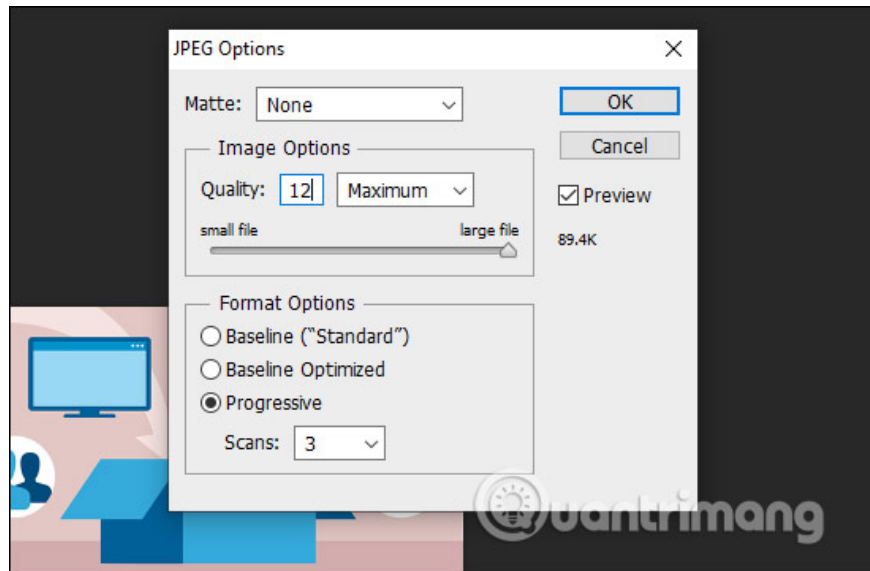 JPEG Options
Matte: None
OK
Cancel
Image Options
Quality: 12 Maximum
Preview
small file large file
89.4K
Format Options
Baseline (“Standard”)
Baseline Optimized
Progressive
Scans: 3
Quantrimang